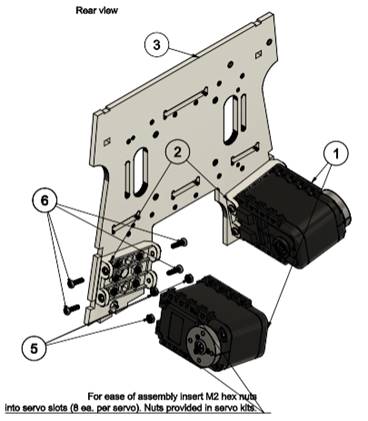 Rear view
3
2
1
6
5
For ease of assembly insert M2 hex nuts
into servo slots (8 ea. per servo). Nuts provided in servo kits.